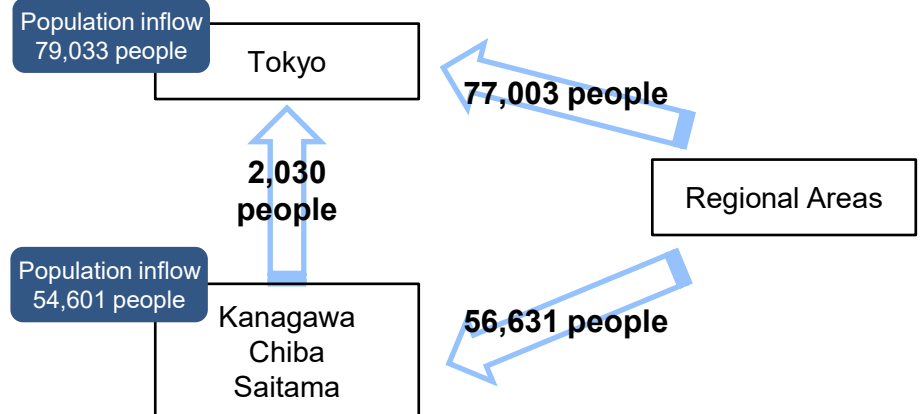 Population inflow
79,033 people
Tokyo
77,003 people
2,030
people
Regional Areas
Population inflow
54,601 people
56,631 people
Kanagawa
Chiba
Saitama